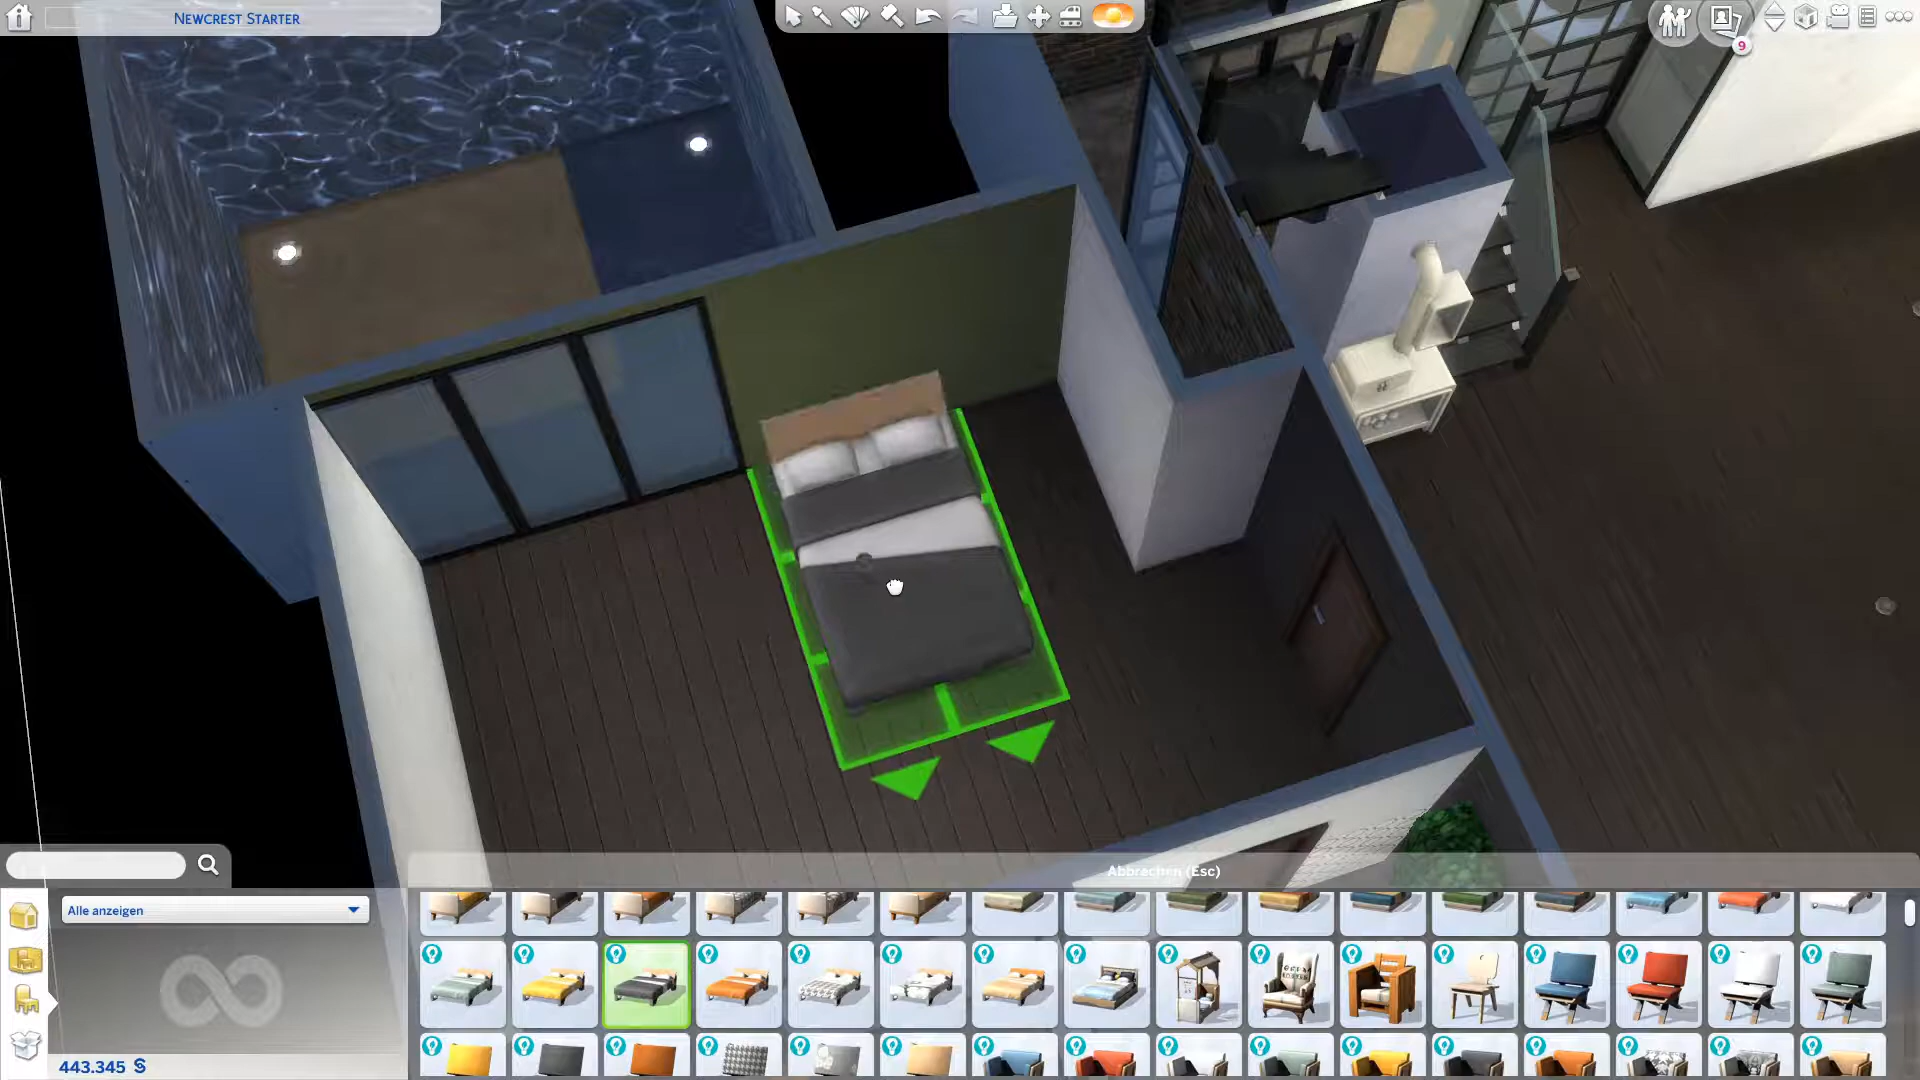 NEWCREST STARTER
9
Abbrechen (Esc)
Alle anzeigen
443.345 S